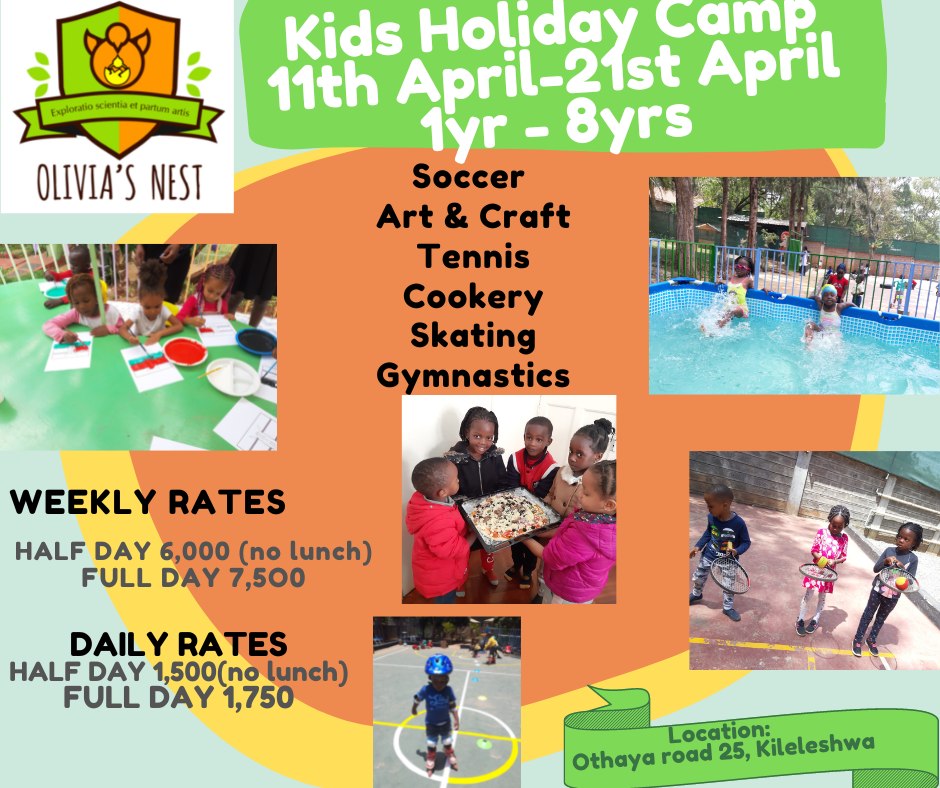 Exploratio scientia et partum artis
OLIVIA'S NEST
Kids Holiday Camp
11th April-21st April
1yr - 8yrs
Soccer
Art & Craft
Tennis
Cookery
Skating
Gymnastics
WEEKLY RATES
HALF DAY 6,000 (no lunch)
FULL DAY 7,500
DAILY RATES
HALF DAY 1,500(no lunch)
FULL DAY 1,750
Location:
Othaya road 25, Kileleshwa